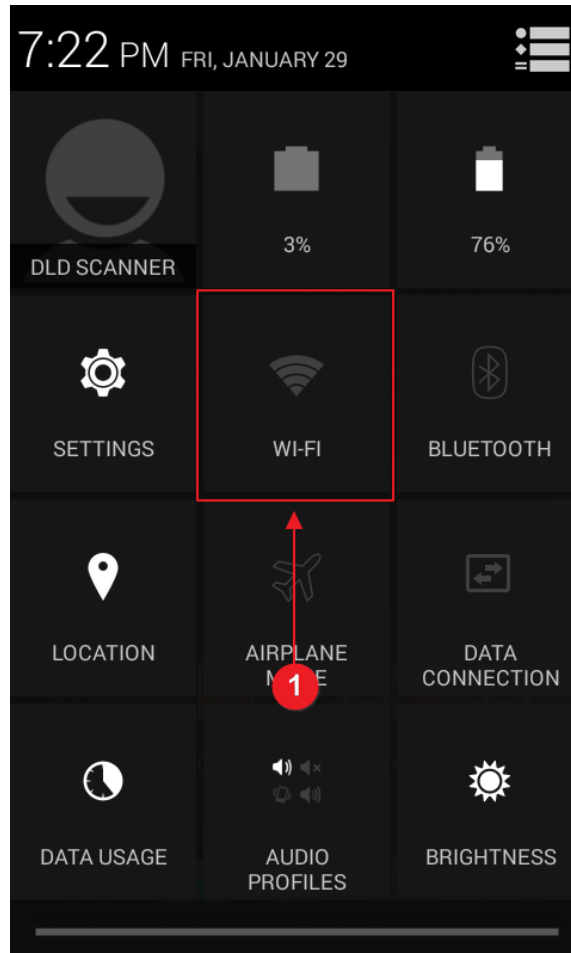 7:22 PM FRI, JANUARY 29
DLD SCANNER
3%
76%
SETTINGS
WI-FI
BLUETOOTH
LOCATION
AIRPLANE
DATA
CONNECTION
1
DATA USAGE
AUDIO
PROFILES
BRIGHTNESS